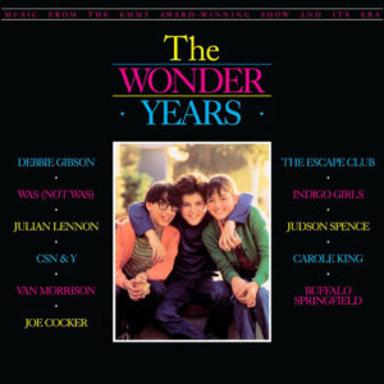 MUSIC FROM THE EMMY AWARD-WINNING SHOW AND ITS ERA
The
WONDER
· YEARS ·
DEBBIE GIBSON
·
WAS (NOT WAS)
·
JULIAN LENNON
·
CSN & Y
·
VAN MORRISON
·
JOE COCKER
THE ESCAPE CLUB
·
INDIGO GIRLS
·
JUDSON SPENCE
·
CAROLE KING
·
BUFFALO
SPRINGFIELD